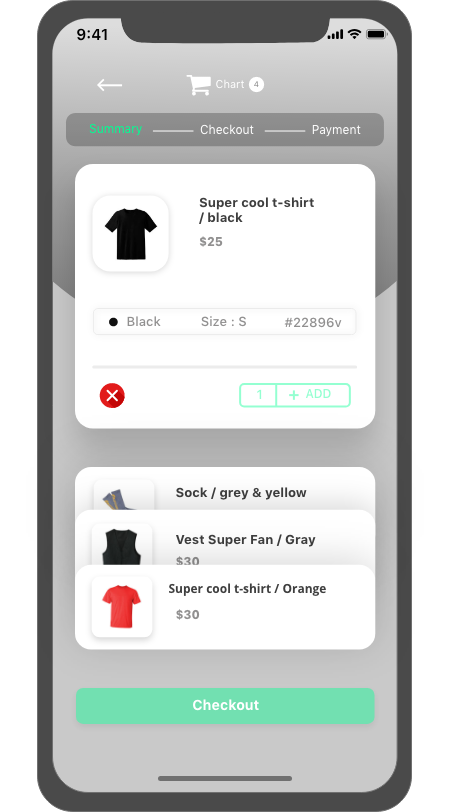 9:41
Chart 4
Summary Checkout Payment
Super cool t-shirt
/ black
$25
Black Size : S #22896v
1 + ADD
Sock / grey & yellow
Vest Super Fan / Gray
$30
Super cool t-shirt / Orange
$30
Checkout